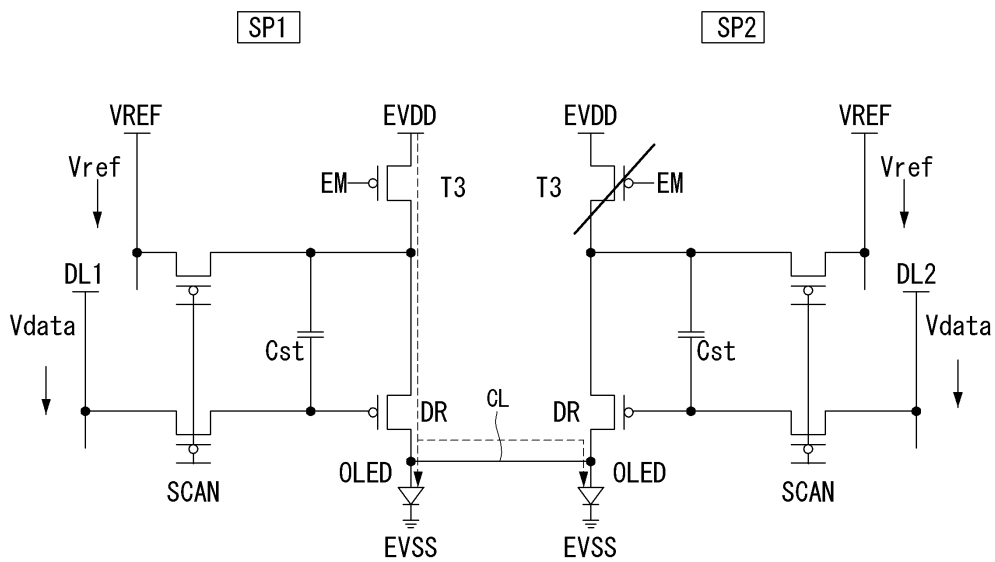 SP1 SP2
VREF EVDD EVDD VREF
Vref Vref
EM T3 T3 EM
DL1 DL2
Vdata Vdata
Cst Cst
DR CL DR
OLED OLED
SCAN SCAN
EVSS EVSS